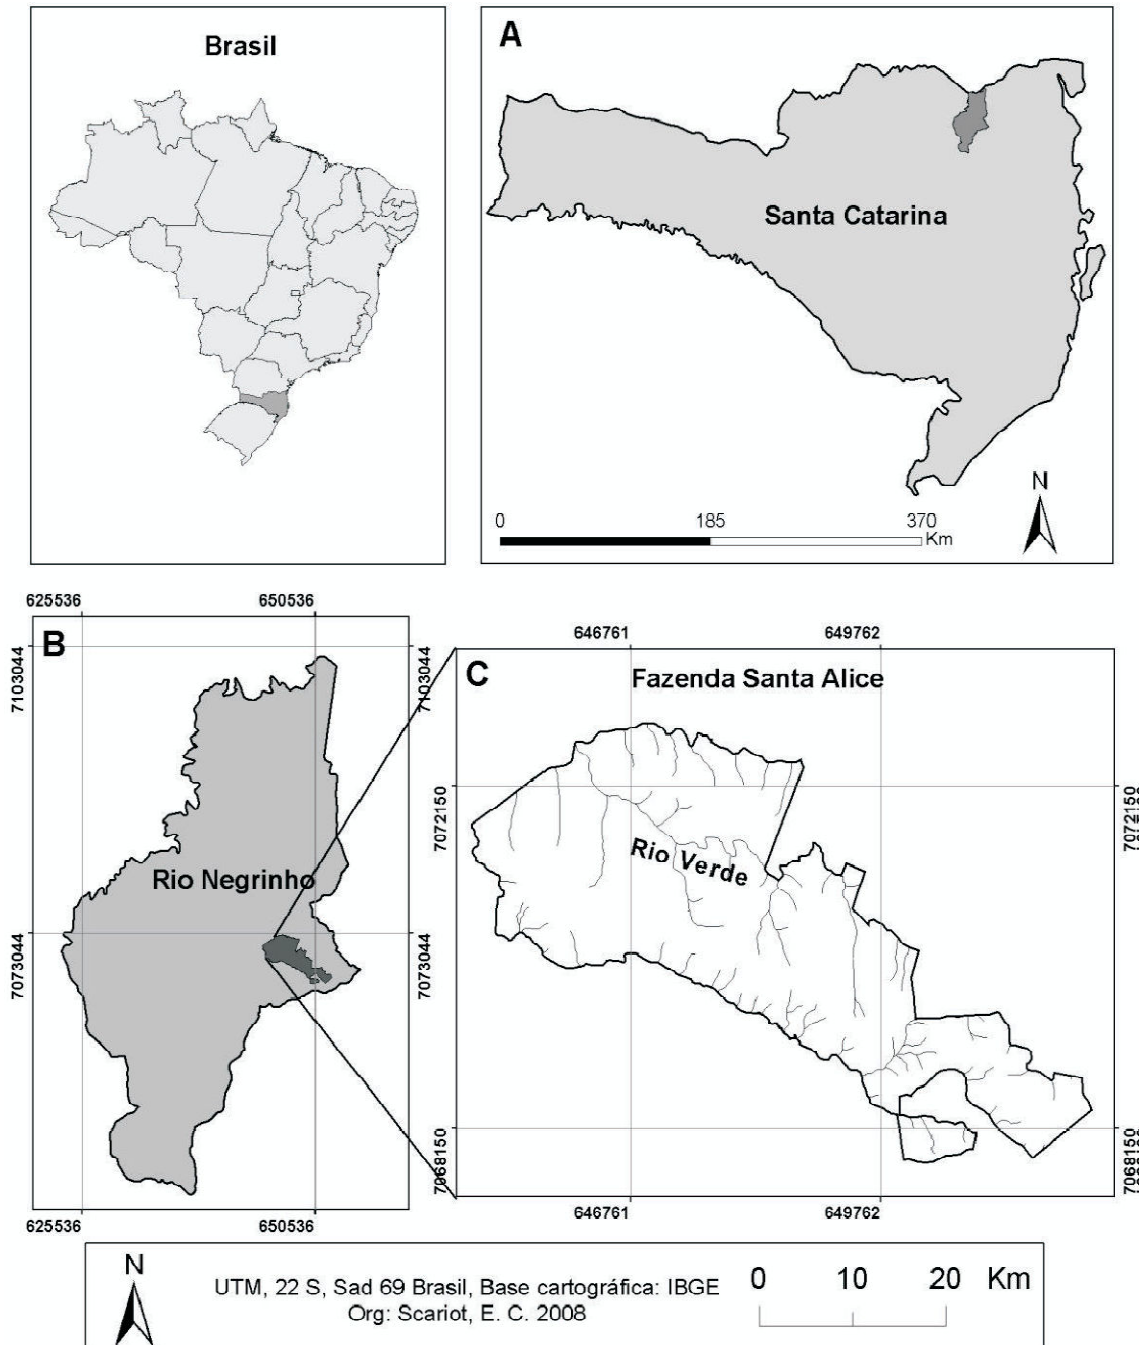 Brasil
A
Santa Catarina
N
0 185 370
Km
625536 650536
B
7103044 7103044
Rio Negrinho
7073044 7073044
625536 650536
646761 649762
C
Fazenda Santa Alice
7072150 7072150
Rio Verde
7068150 7068150
646761 649762
N
UTM, 22 S, Sad 69 Brasil, Base cartográfica: IBGE
Org: Scariot, E. C. 2008
0 10 20 Km